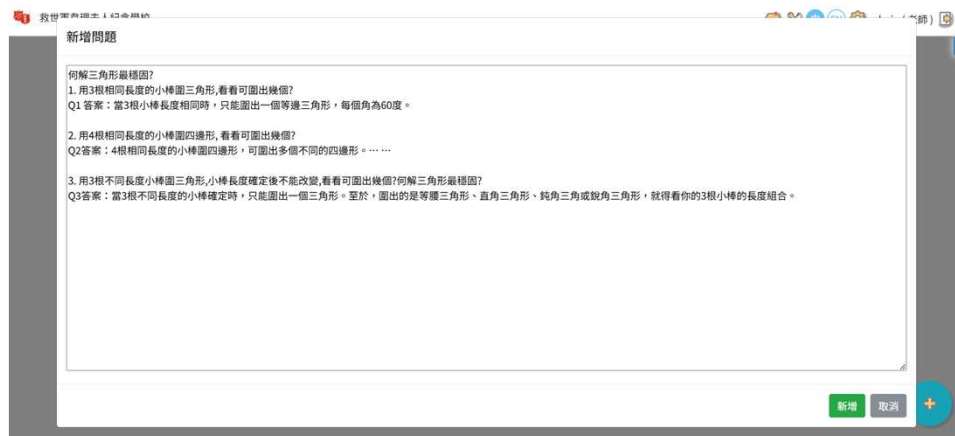 新增問題
何解三角形最穩固?
1. 用3根相同長度的小棒圍三角形,看看可圍出幾個?
Q1 答案：當3根小棒長度相同時，只能圍出一個等邊三角形，每個角為60度。
2. 用4根相同長度的小棒圍四邊形, 看看可圍出幾個?
Q2答案：4根相同長度的小棒圍四邊形，可圍出多個不同的四邊形。⋯ ⋯
3. 用3根不同長度小棒圍三角形,小棒長度確定後不能改變,看看可圍出幾個?何解三角形最穩固?
Q3答案：當3根不同長度的小棒確定時，只能圍出一個三角形。至於，圍出的是等腰三角形、直角三角形、鈍角三角或銳角三角形，就得看你的3根小棒的長度組合。
新增 取消